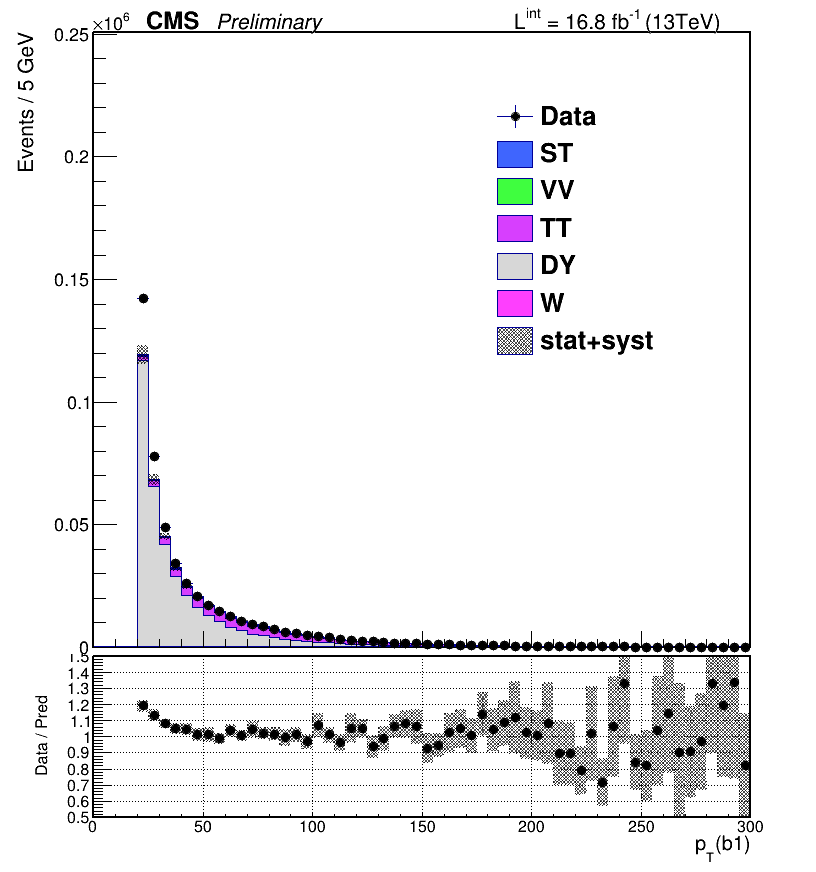 ×10⁶ CMS Preliminary L^int = 16.8 fb⁻¹ (13TeV)
Events / 5 GeV
0.25
0.2
0.15
0.1
0.05
0
Data
ST
VV
TT
DY
W
stat+syst
Data / Pred
1.5
1.4
1.3
1.2
1.1
1
0.9
0.8
0.7
0.6
0.5
0 50 100 150 200 250 300
p_T(b1)